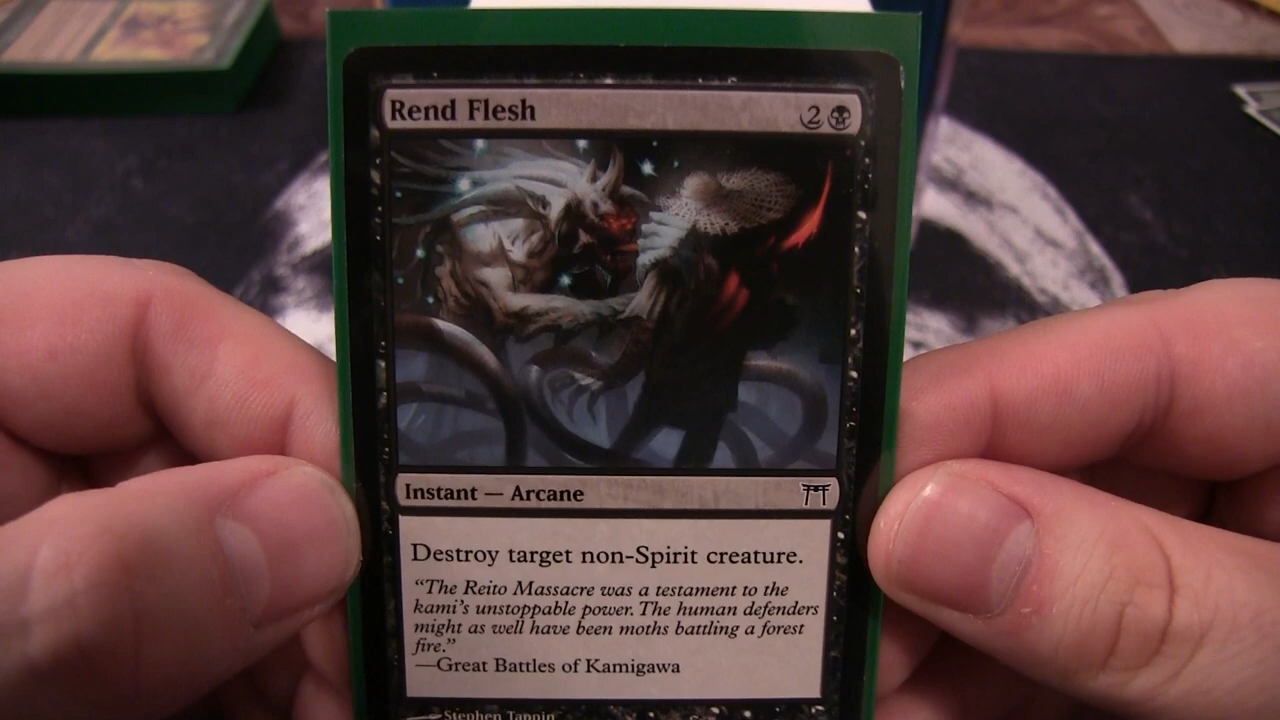 Rend Flesh 2
Instant — Arcane
Destroy target non-Spirit creature.
“The Reito Massacre was a testament to the
kami's unstoppable power. The human defenders
might as well have been moths battling a forest
fire.”
—Great Battles of Kamigawa
Stephen Tappin